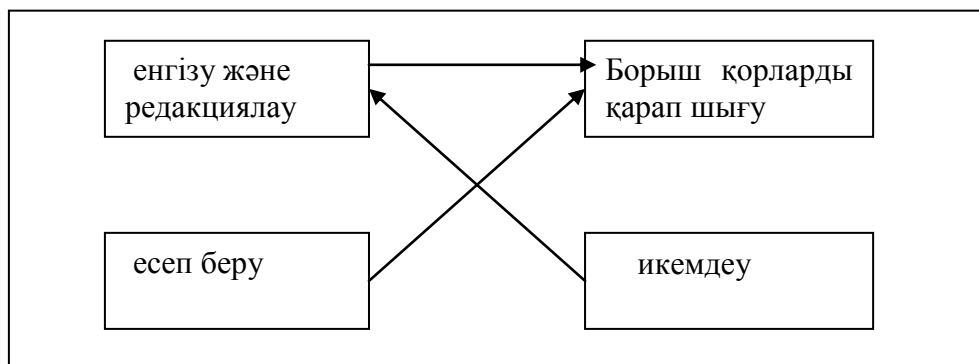 енгізу және
редакциялау
Борыш қорларды
қарап шығу
есеп беру
икемдеу